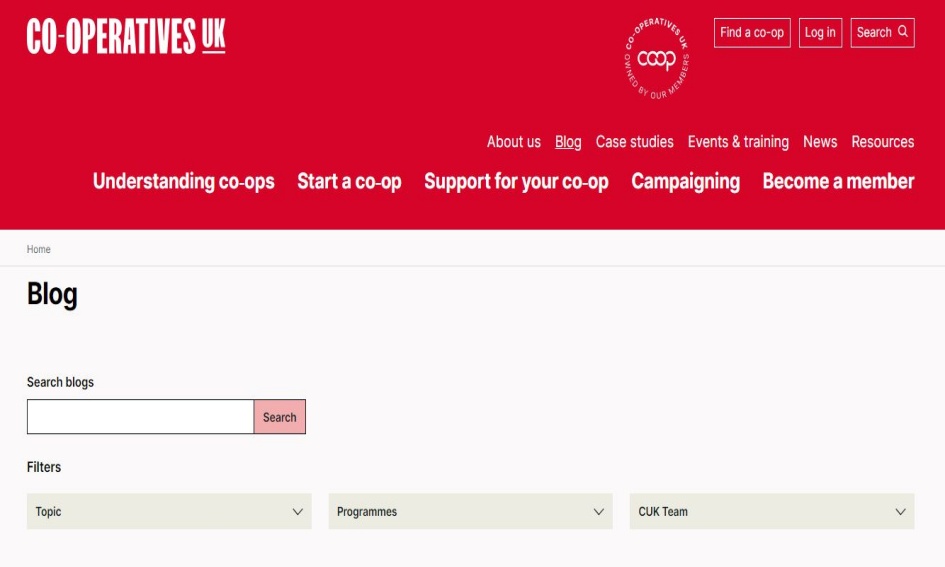 CO-OPERATIVES UK
CO-OPERATIVES UK
coop
OWNED BY OUR MEMBERS
Find a co-op
Log in
Search
About us Blog Case studies Events & training News Resources
Understanding co-ops Start a co-op Support for your co-op Campaigning Become a member
Home
Blog
Search blogs
Search
Filters
Topic Programmes CUK Team